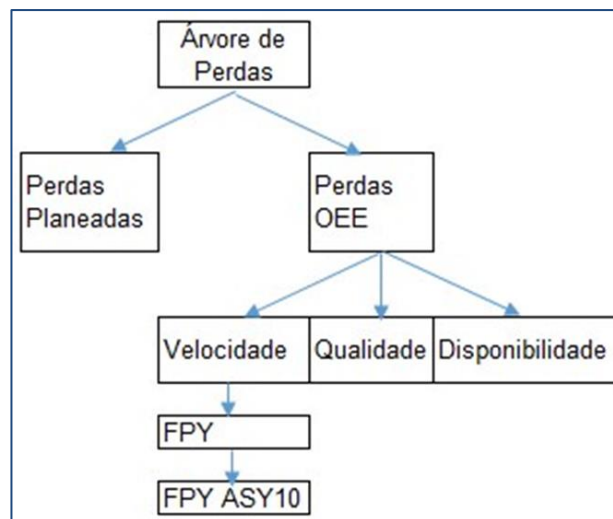 Árvore de
Perdas
Perdas
Planeadas
Perdas
OEE
Velocidade
Qualidade
Disponibilidade
FPY
FPY ASY10